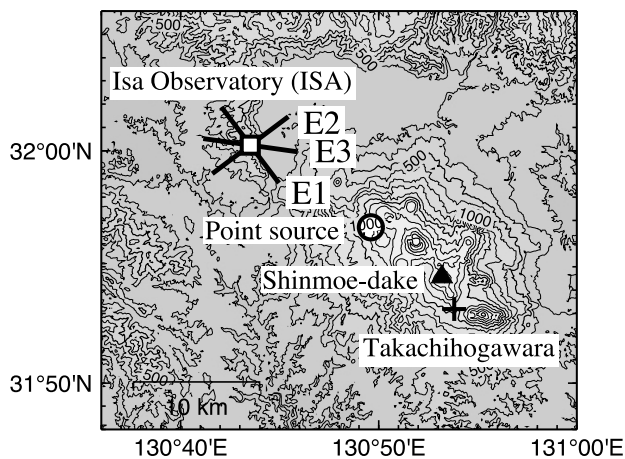 500
500
Isa Observatory (ISA)
E2
32°00'N
E3
500
E1
1000
Point source
Shinmoe-dake
Takachihogawara
31°50'N
500
10 km
130°40'E 130°50'E 131°00'E